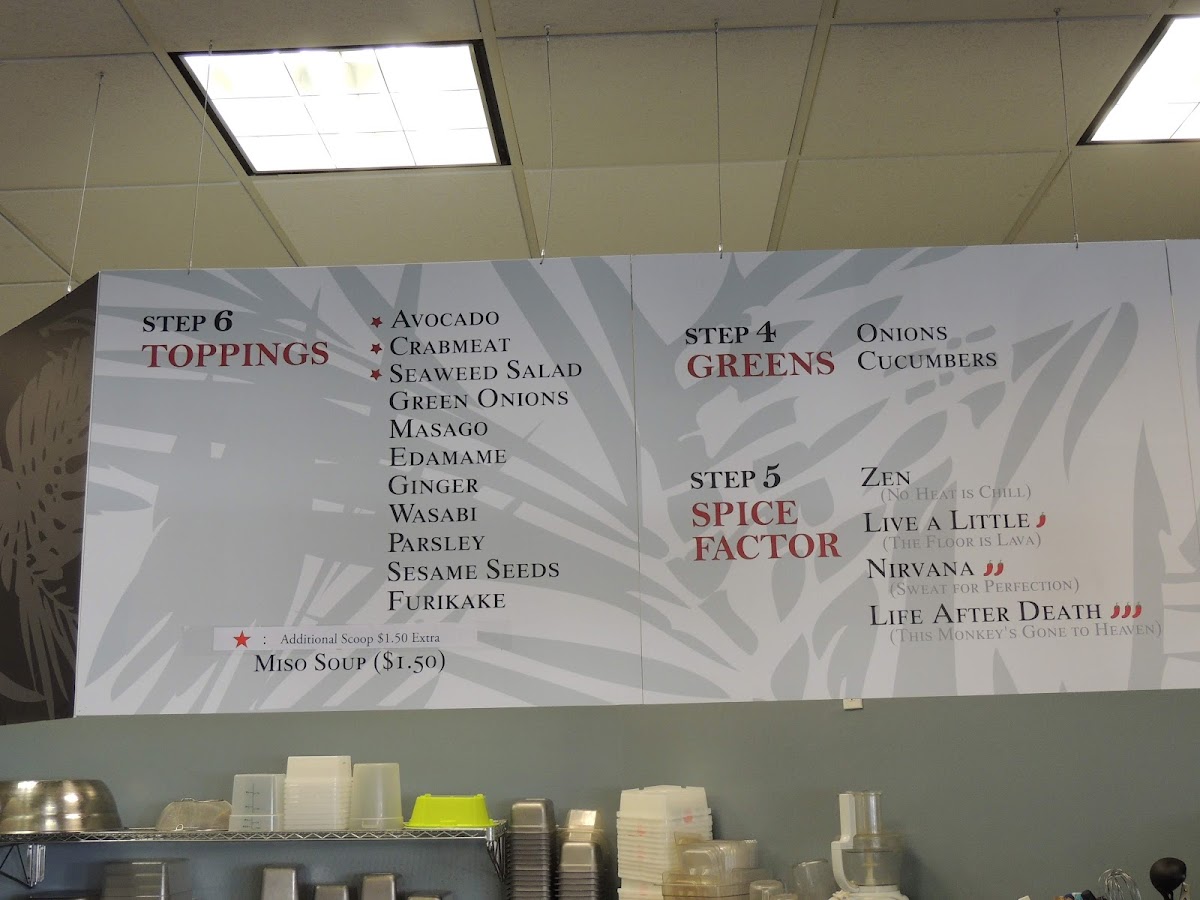 STEP 6
TOPPINGS
AVOCADO
CRABMEAT
SEAWEED SALAD
GREEN ONIONS
MASAGO
EDAMAME
GINGER
WASABI
PARSLEY
SESAME SEEDS
FURIKAKE
: Additional Scoop $1.50 Extra
MISO SOUP ($1.50)
STEP 4
GREENS
ONIONS
CUCUMBERS
STEP 5
SPICE
FACTOR
ZEN
(NO HEAT IS CHILL)
LIVE A LITTLE
(THE FLOOR IS LAVA)
NIRVANA
(SWEAT FOR PERFECTION)
LIFE AFTER DEATH
(THIS MONKEY'S GONE TO HEAVEN)